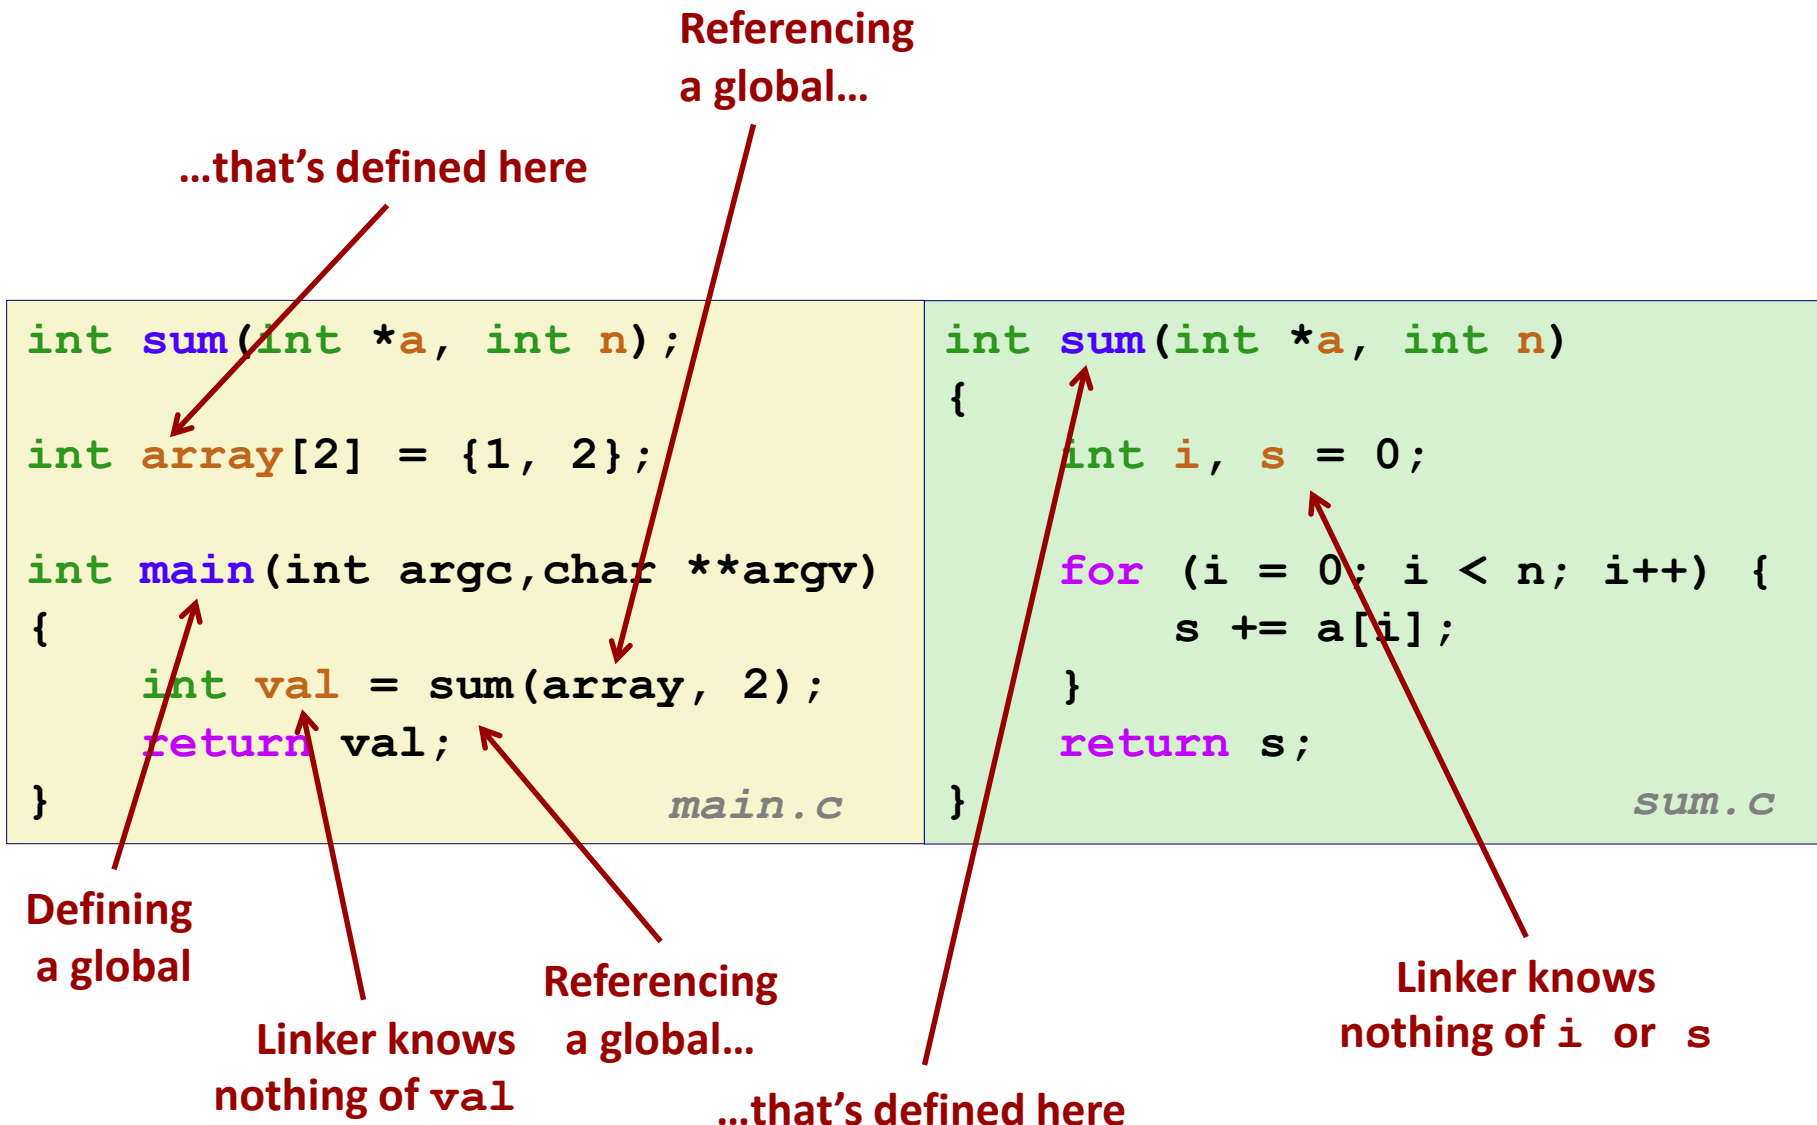 Referencing
a global…
…that’s defined here
int sum(int *a, int n);
int array[2] = {1, 2};
int main(int argc,char **argv)
{
    int val = sum(array, 2);
    return val;
}
main.c
int sum(int *a, int n)
{
    int i, s = 0;
    for (i = 0; i < n; i++) {
        s += a[i];
    }
    return s;
}
sum.c
Defining
a global
Linker knows
nothing of val
Referencing
a global…
…that’s defined here
Linker knows
nothing of i or s